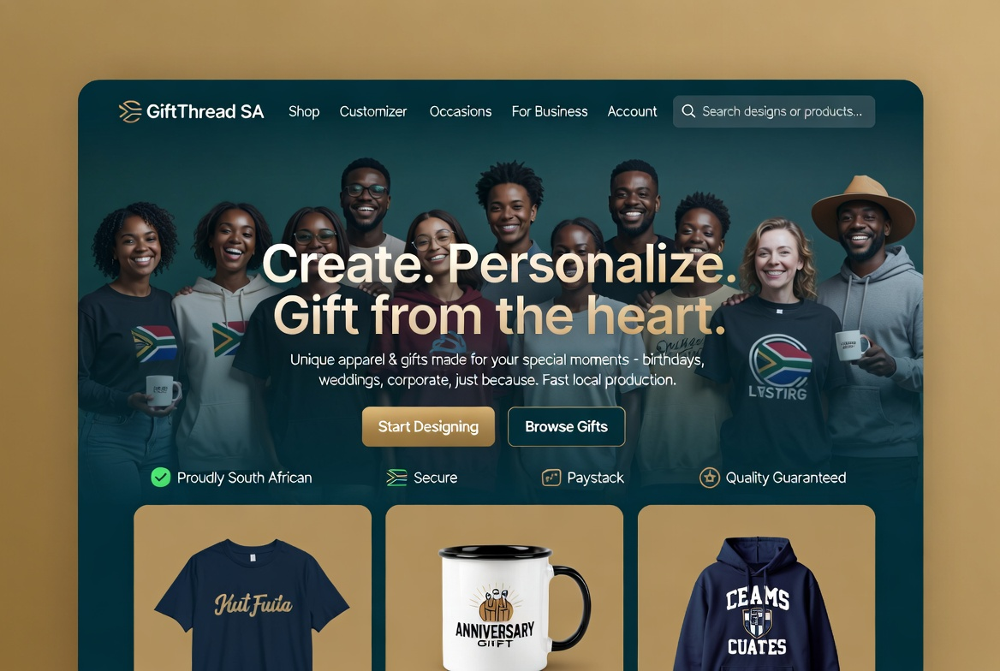 GiftThread SA
Shop
Customizer
Occasions
For Business
Account
Search designs or products...
Create. Personalize.
Gift from the heart.
Unique apparel & gifts made for your special moments - birthdays,
weddings, corporate, just because. Fast local production.
LVSTIRG
Start Designing
Browse Gifts
Proudly South African
Secure
Paystack
Quality Guaranteed
Kut Fuila
ANNIVERSARY
GIIFT
CEAMS
CUATES